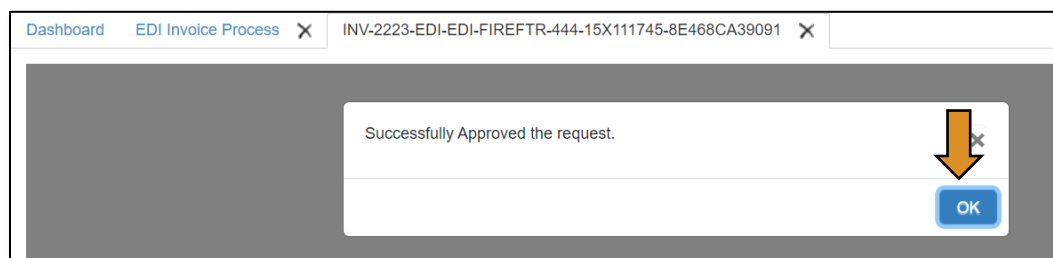 Dashboard EDI Invoice Process INV-2223-EDI-EDI-FIREFTR-444-15X111745-8E468CA39091
Successfully Approved the request.
OK